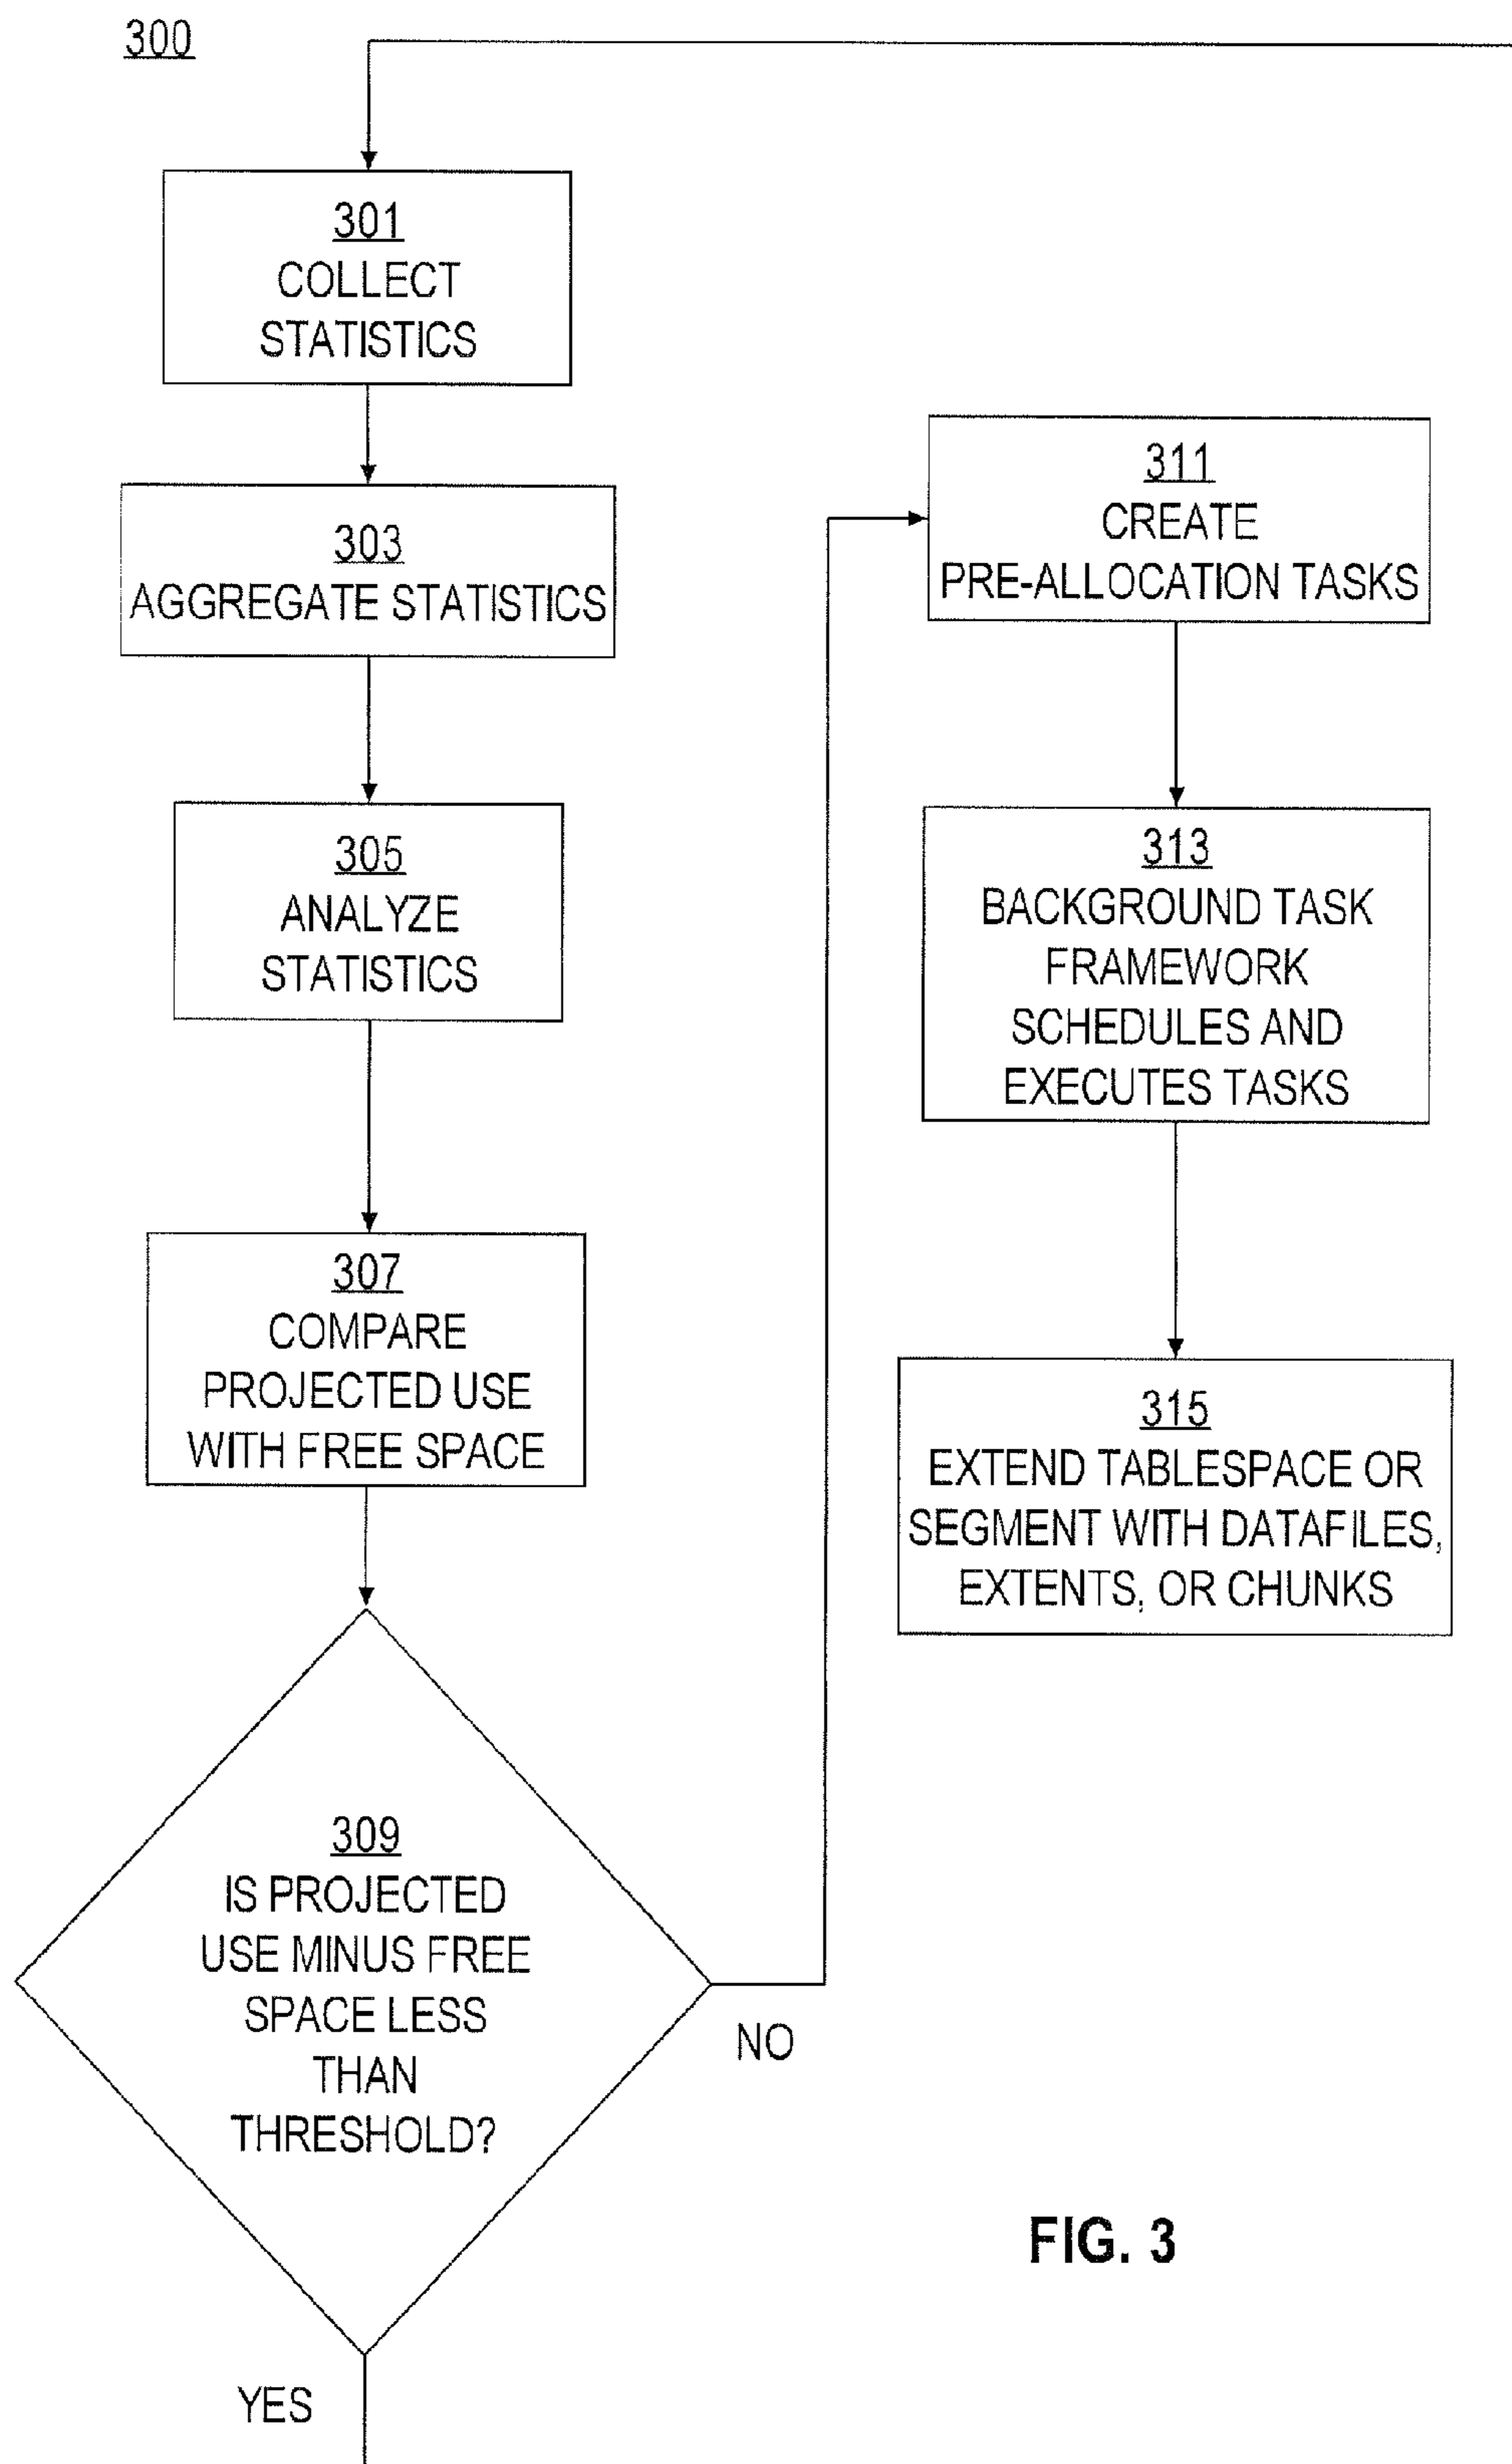 300
301
COLLECT
STATISTICS
303
AGGREGATE STATISTICS
305
ANALYZE
STATISTICS
307
COMPARE
PROJECTED USE
WITH FREE SPACE
309
IS PROJECTED
USE MINUS FREE
SPACE LESS
THAN
THRESHOLD?
NO
YES
311
CREATE
PRE-ALLOCATION TASKS
313
BACKGROUND TASK
FRAMEWORK
SCHEDULES AND
EXECUTES TASKS
315
EXTEND TABLESPACE OR
SEGMENT WITH DATAFILES,
EXTENTS, OR CHUNKS
FIG. 3